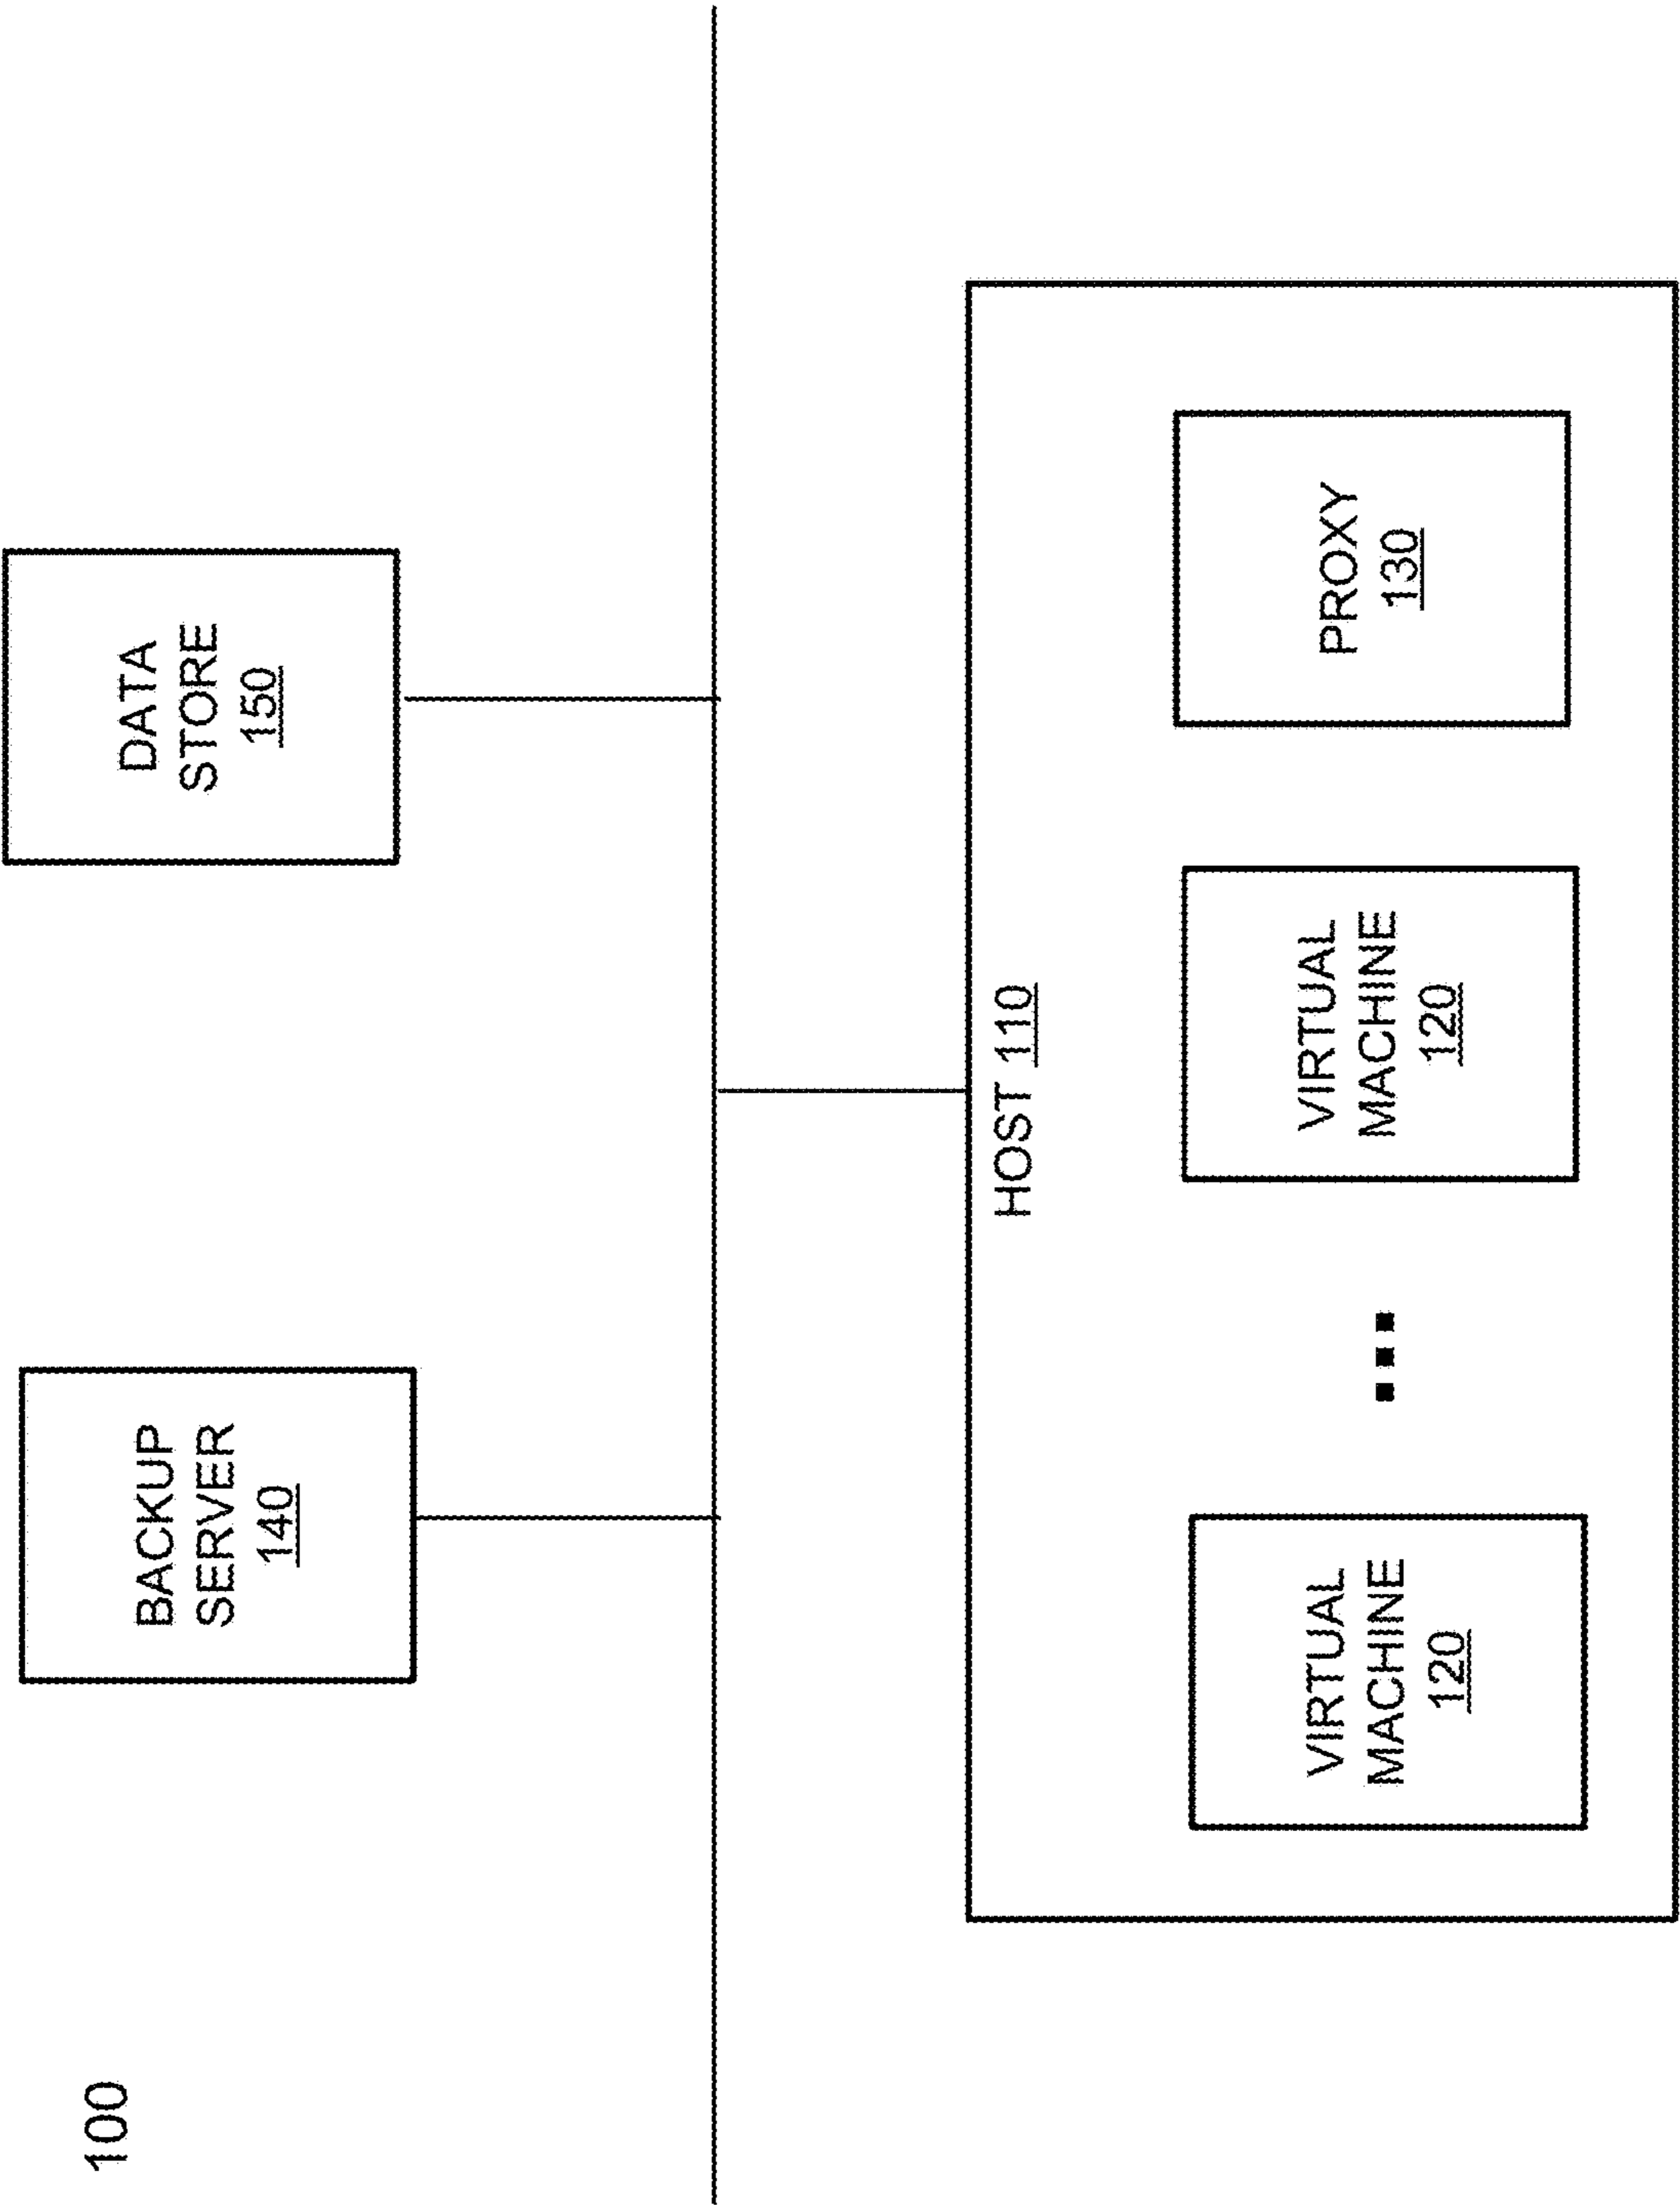 100
BACKUP
SERVER
140
DATA
STORE
150
HOST 110
VIRTUAL
MACHINE
120
VIRTUAL
MACHINE
120
PROXY
130